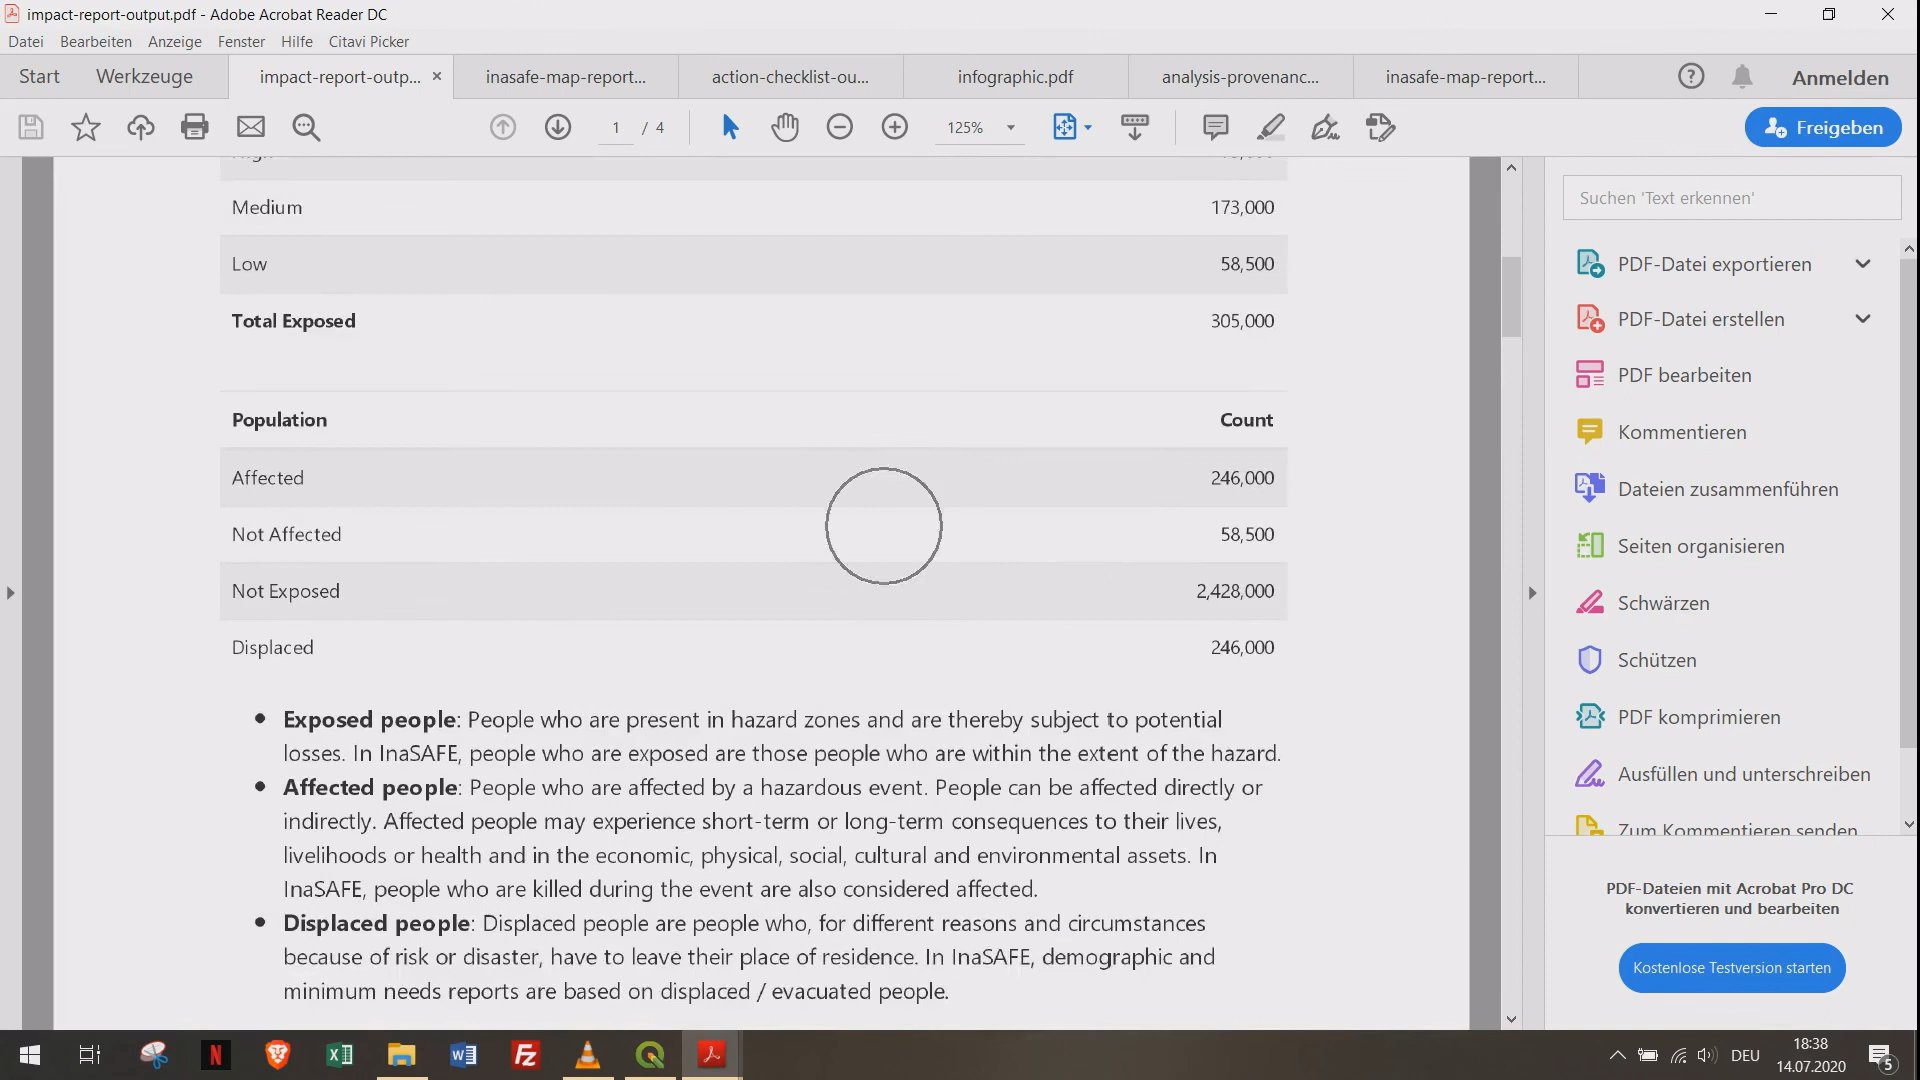 impact-report-output.pdf - Adobe Acrobat Reader DC
Datei Bearbeiten Anzeige Fenster Hilfe Citavi Picker
Start Werkzeuge impact-report-outp... × inasafe-map-report... action-checklist-ou... infographic.pdf analysis-provenanc... inasafe-map-report... Anmelden
1 / 4 125% Freigeben
Medium 173,000
Low 58,500
Total Exposed 305,000
Population Count
Affected 246,000
Not Affected 58,500
Not Exposed 2,428,000
Displaced 246,000
• Exposed people: People who are present in hazard zones and are thereby subject to potential
losses. In InaSAFE, people who are exposed are those people who are within the extent of the hazard.
• Affected people: People who are affected by a hazardous event. People can be affected directly or
indirectly. Affected people may experience short-term or long-term consequences to their lives,
livelihoods or health and in the economic, physical, social, cultural and environmental assets. In
InaSAFE, people who are killed during the event are also considered affected.
• Displaced people: Displaced people are people who, for different reasons and circumstances
because of risk or disaster, have to leave their place of residence. In InaSAFE, demographic and
minimum needs reports are based on displaced / evacuated people.
Suchen 'Text erkennen'
PDF-Datei exportieren
PDF-Datei erstellen
PDF bearbeiten
Kommentieren
Dateien zusammenführen
Seiten organisieren
Schwärzen
Schützen
PDF komprimieren
Ausfüllen und unterschreiben
Zum Kommentieren senden
PDF-Dateien mit Acrobat Pro DC
konvertieren und bearbeiten
Kostenlose Testversion starten
DEU
18:38
14.07.2020
5